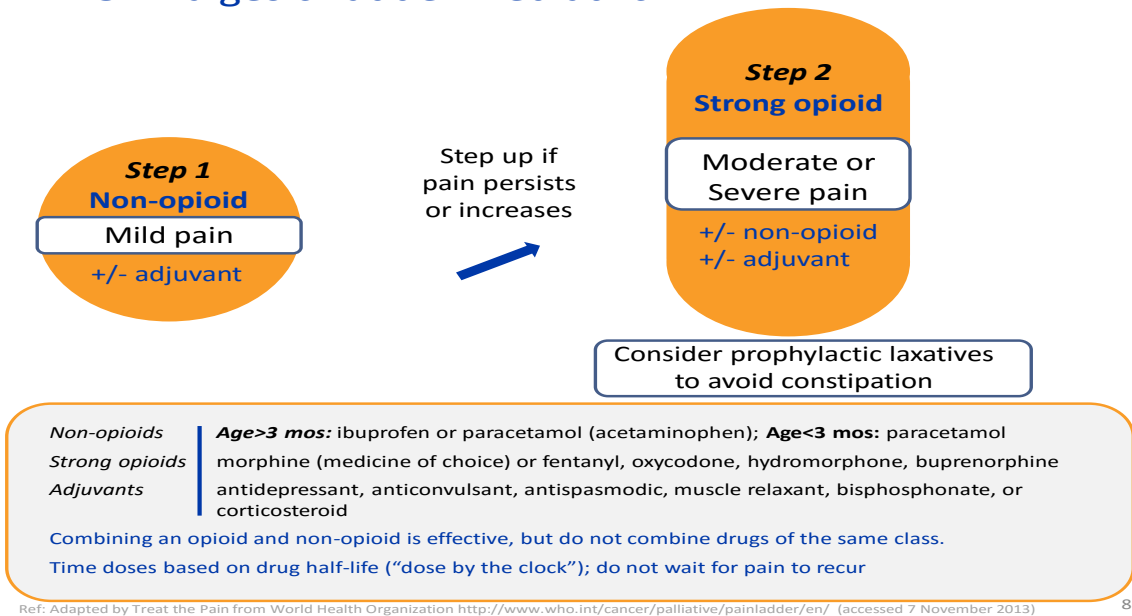 Step 1
Non-opioid
Mild pain
+/- adjuvant
Step up if
pain persists
or increases
Step 2
Strong opioid
Moderate or
Severe pain
+/- non-opioid
+/- adjuvant
Consider prophylactic laxatives
to avoid constipation
Non-opioids Age>3 mos: ibuprofen or paracetamol (acetaminophen); Age<3 mos: paracetamol
Strong opioids morphine (medicine of choice) or fentanyl, oxycodone, hydromorphone, buprenorphine
Adjuvants antidepressant, anticonvulsant, antispasmodic, muscle relaxant, bisphosphonate, or
corticosteroid
Combining an opioid and non-opioid is effective, but do not combine drugs of the same class.
Time doses based on drug half-life (“dose by the clock”); do not wait for pain to recur
Ref: Adapted by Treat the Pain from World Health Organization http://www.who.int/cancer/palliative/painladder/en/ (accessed 7 November 2013)
8